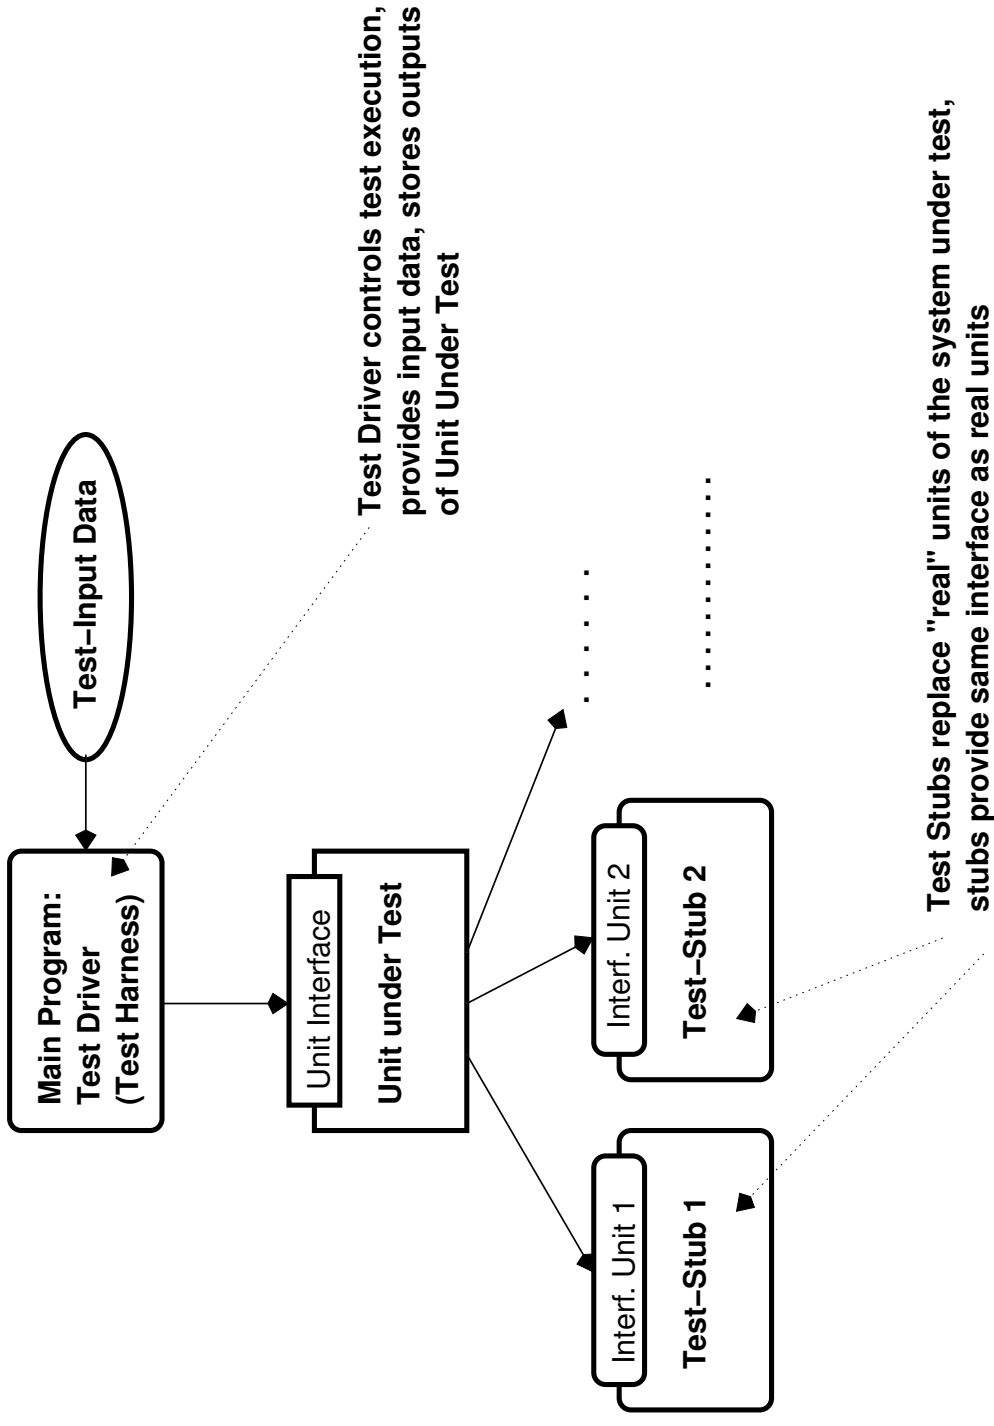 Main Program:
Test Driver
(Test Harness)
Test–Input Data
Unit Interface
Unit under Test
Test Driver controls test execution,
provides input data, stores outputs
of Unit Under Test
Interf. Unit 1
Test–Stub 1
Interf. Unit 2
Test–Stub 2
Test Stubs replace "real" units of the system under test,
stubs provide same interface as real units